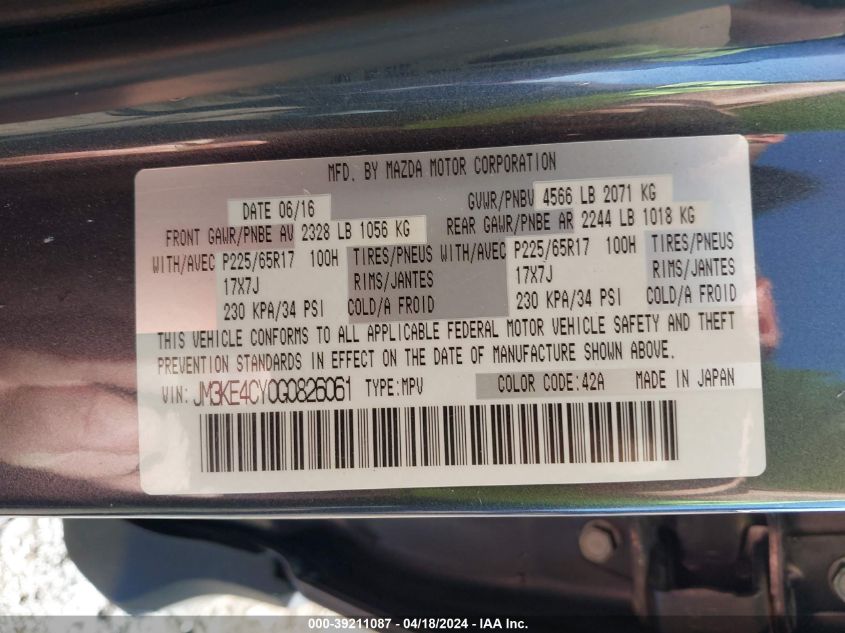 MFD. BY MAZDA MOTOR CORPORATION
DATE 06/16 GVWR/PNBV 4566 LB 2071 KG
FRONT GAWR/PNBE AV 2328 LB 1056 KG REAR GAWR/PNBE AR 2244 LB 1018 KG
WITH/AVEC P225/65R17 100H TIRES/PNEUS WITH/AVEC P225/65R17 100H TIRES/PNEUS
17X7J RIMS/JANTES 17X7J RIMS/JANTES
230 KPA/34 PSI COLD/A FROID 230 KPA/34 PSI COLD/A FROID
THIS VEHICLE CONFORMS TO ALL APPLICABLE FEDERAL MOTOR VEHICLE SAFETY AND THEFT
PREVENTION STANDARDS IN EFFECT ON THE DATE OF MANUFACTURE SHOWN ABOVE.
VIN: JM3KE4CY0G0826061 TYPE:MPV COLOR CODE:42A MADE IN JAPAN
000-39211087 - 04/18/2024 - IAA Inc.